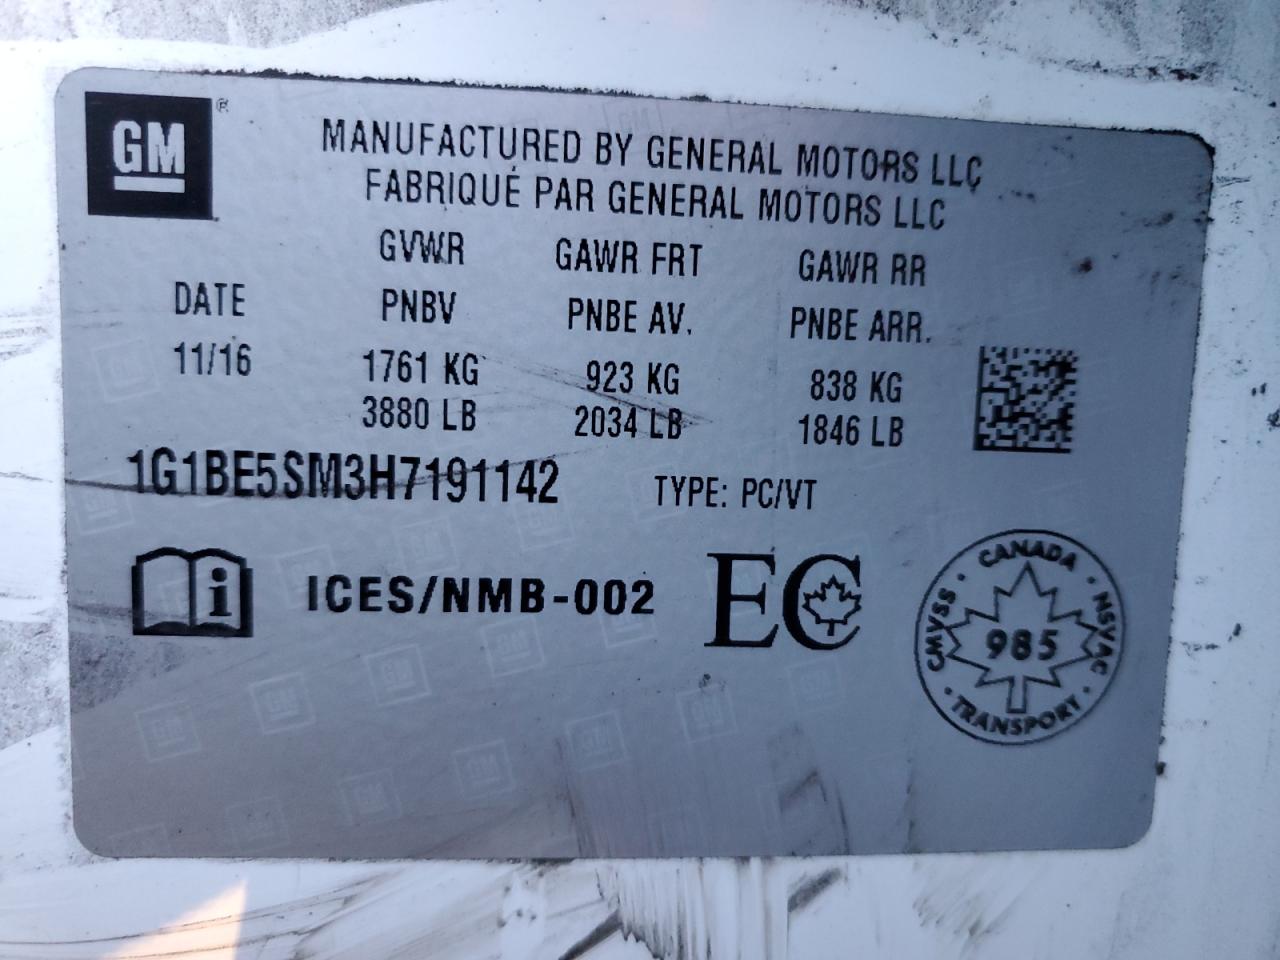 GM ®
MANUFACTURED BY GENERAL MOTORS LLC
FABRIQUÉ PAR GENERAL MOTORS LLC
GVWR GAWR FRT GAWR RR
DATE PNBV PNBE AV. PNBE ARR.
11/16 1761 KG 923 KG 838 KG
3880 LB 2034 LB 1846 LB
1G1BE5SM3H7191142 TYPE: PC/VT
i ICES/NMB-002 EC
CANADA
CMVSS 985 NSVAC
TRANSPORT